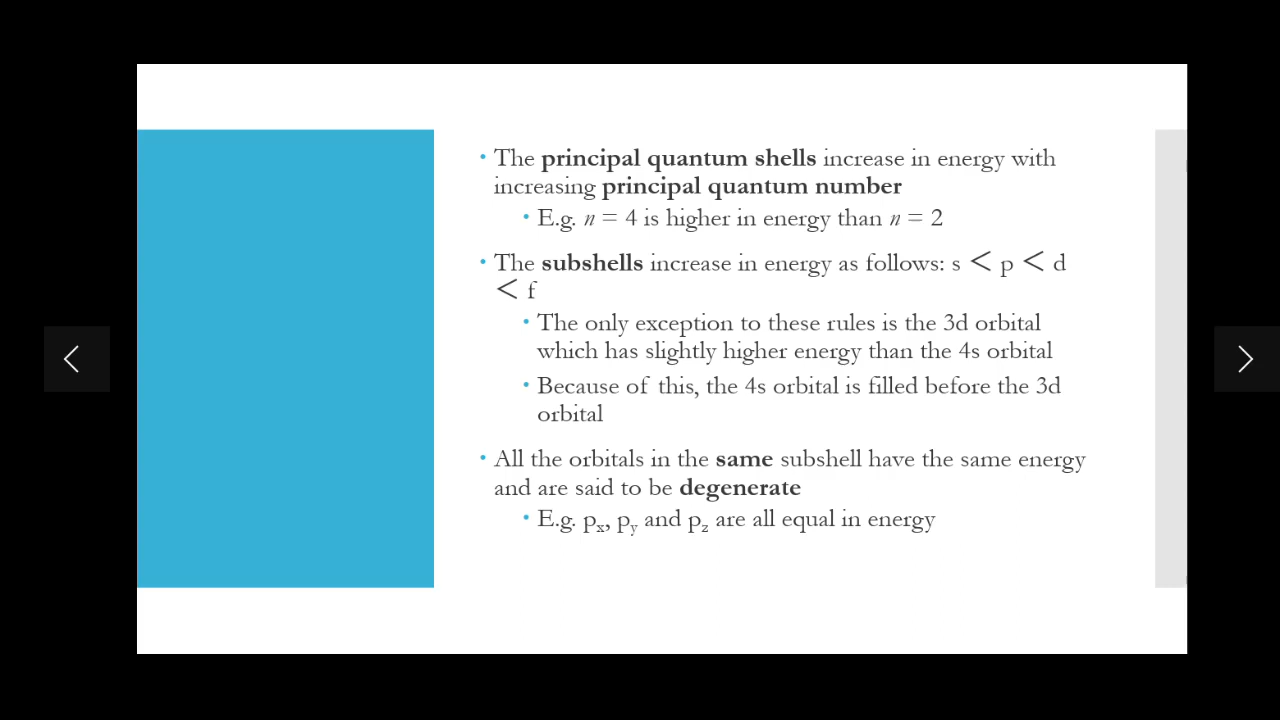 • The principal quantum shells increase in energy with
increasing principal quantum number
• E.g. n = 4 is higher in energy than n = 2
• The subshells increase in energy as follows: s < p < d
< f
• The only exception to these rules is the 3d orbital
which has slightly higher energy than the 4s orbital
• Because of this, the 4s orbital is filled before the 3d
orbital
• All the orbitals in the same subshell have the same energy
and are said to be degenerate
• E.g. pₓ, pᵧ and p_z are all equal in energy